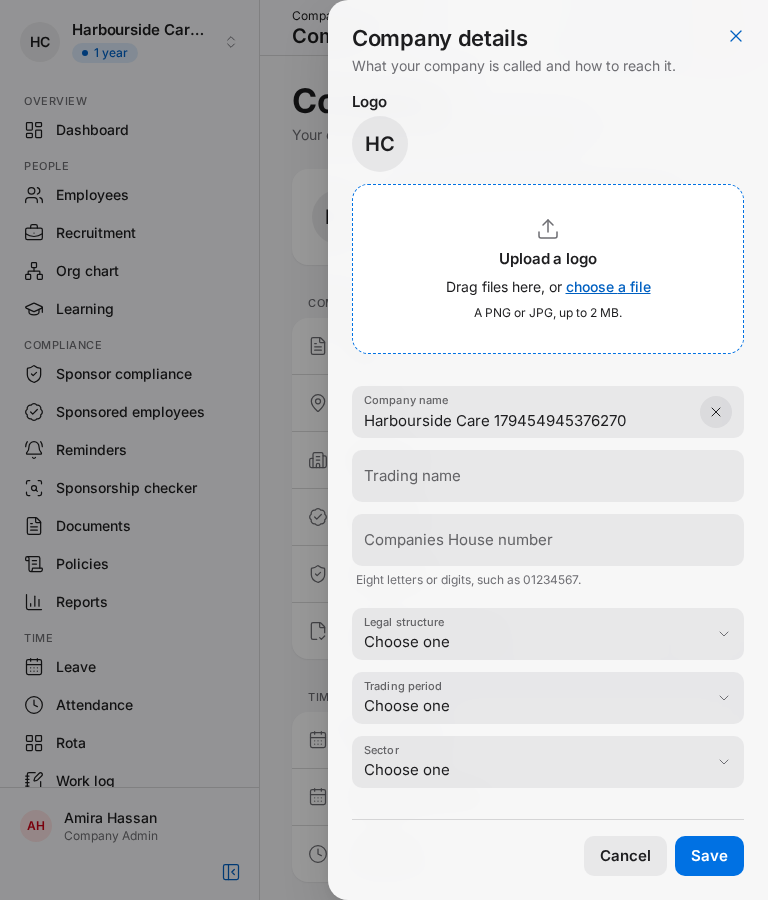 HC
Harbourside Care...
1 year
OVERVIEW
Dashboard
PEOPLE
Employees
Recruitment
Org chart
Learning
COMPLIANCE
Sponsor compliance
Sponsored employees
Reminders
Sponsorship checker
Documents
Policies
Reports
TIME
Leave
Attendance
Rota
Work log
AH
Amira Hassan
Company Admin
Your
TIM
Company details
What your company is called and how to reach it.
Logo
HC
Upload a logo
Drag files here, or choose a file
A PNG or JPG, up to 2 MB.
Company name
Harbourside Care 179454945376270
Trading name
Companies House number
Eight letters or digits, such as 01234567.
Legal structure
Choose one
Trading period
Choose one
Sector
Choose one
Cancel
Save